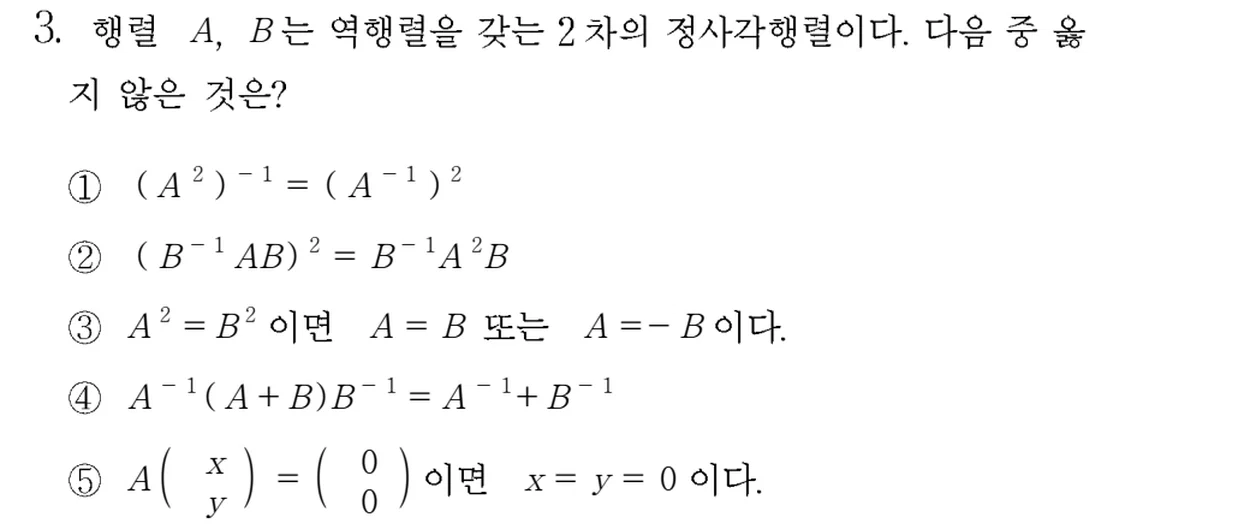 3. 행렬 A, B는 역행렬을 갖는 2차의 정사각행렬이다. 다음 중 옳
지 않은 것은?
① (A²)⁻¹ = (A⁻¹)²
② (B⁻¹AB)² = B⁻¹A²B
③ A² = B² 이면 A = B 또는 A = −B이다.
④ A⁻¹(A + B)B⁻¹ = A⁻¹ + B⁻¹
⑤ A(x y) = (0 0) 이면 x = y = 0 이다.